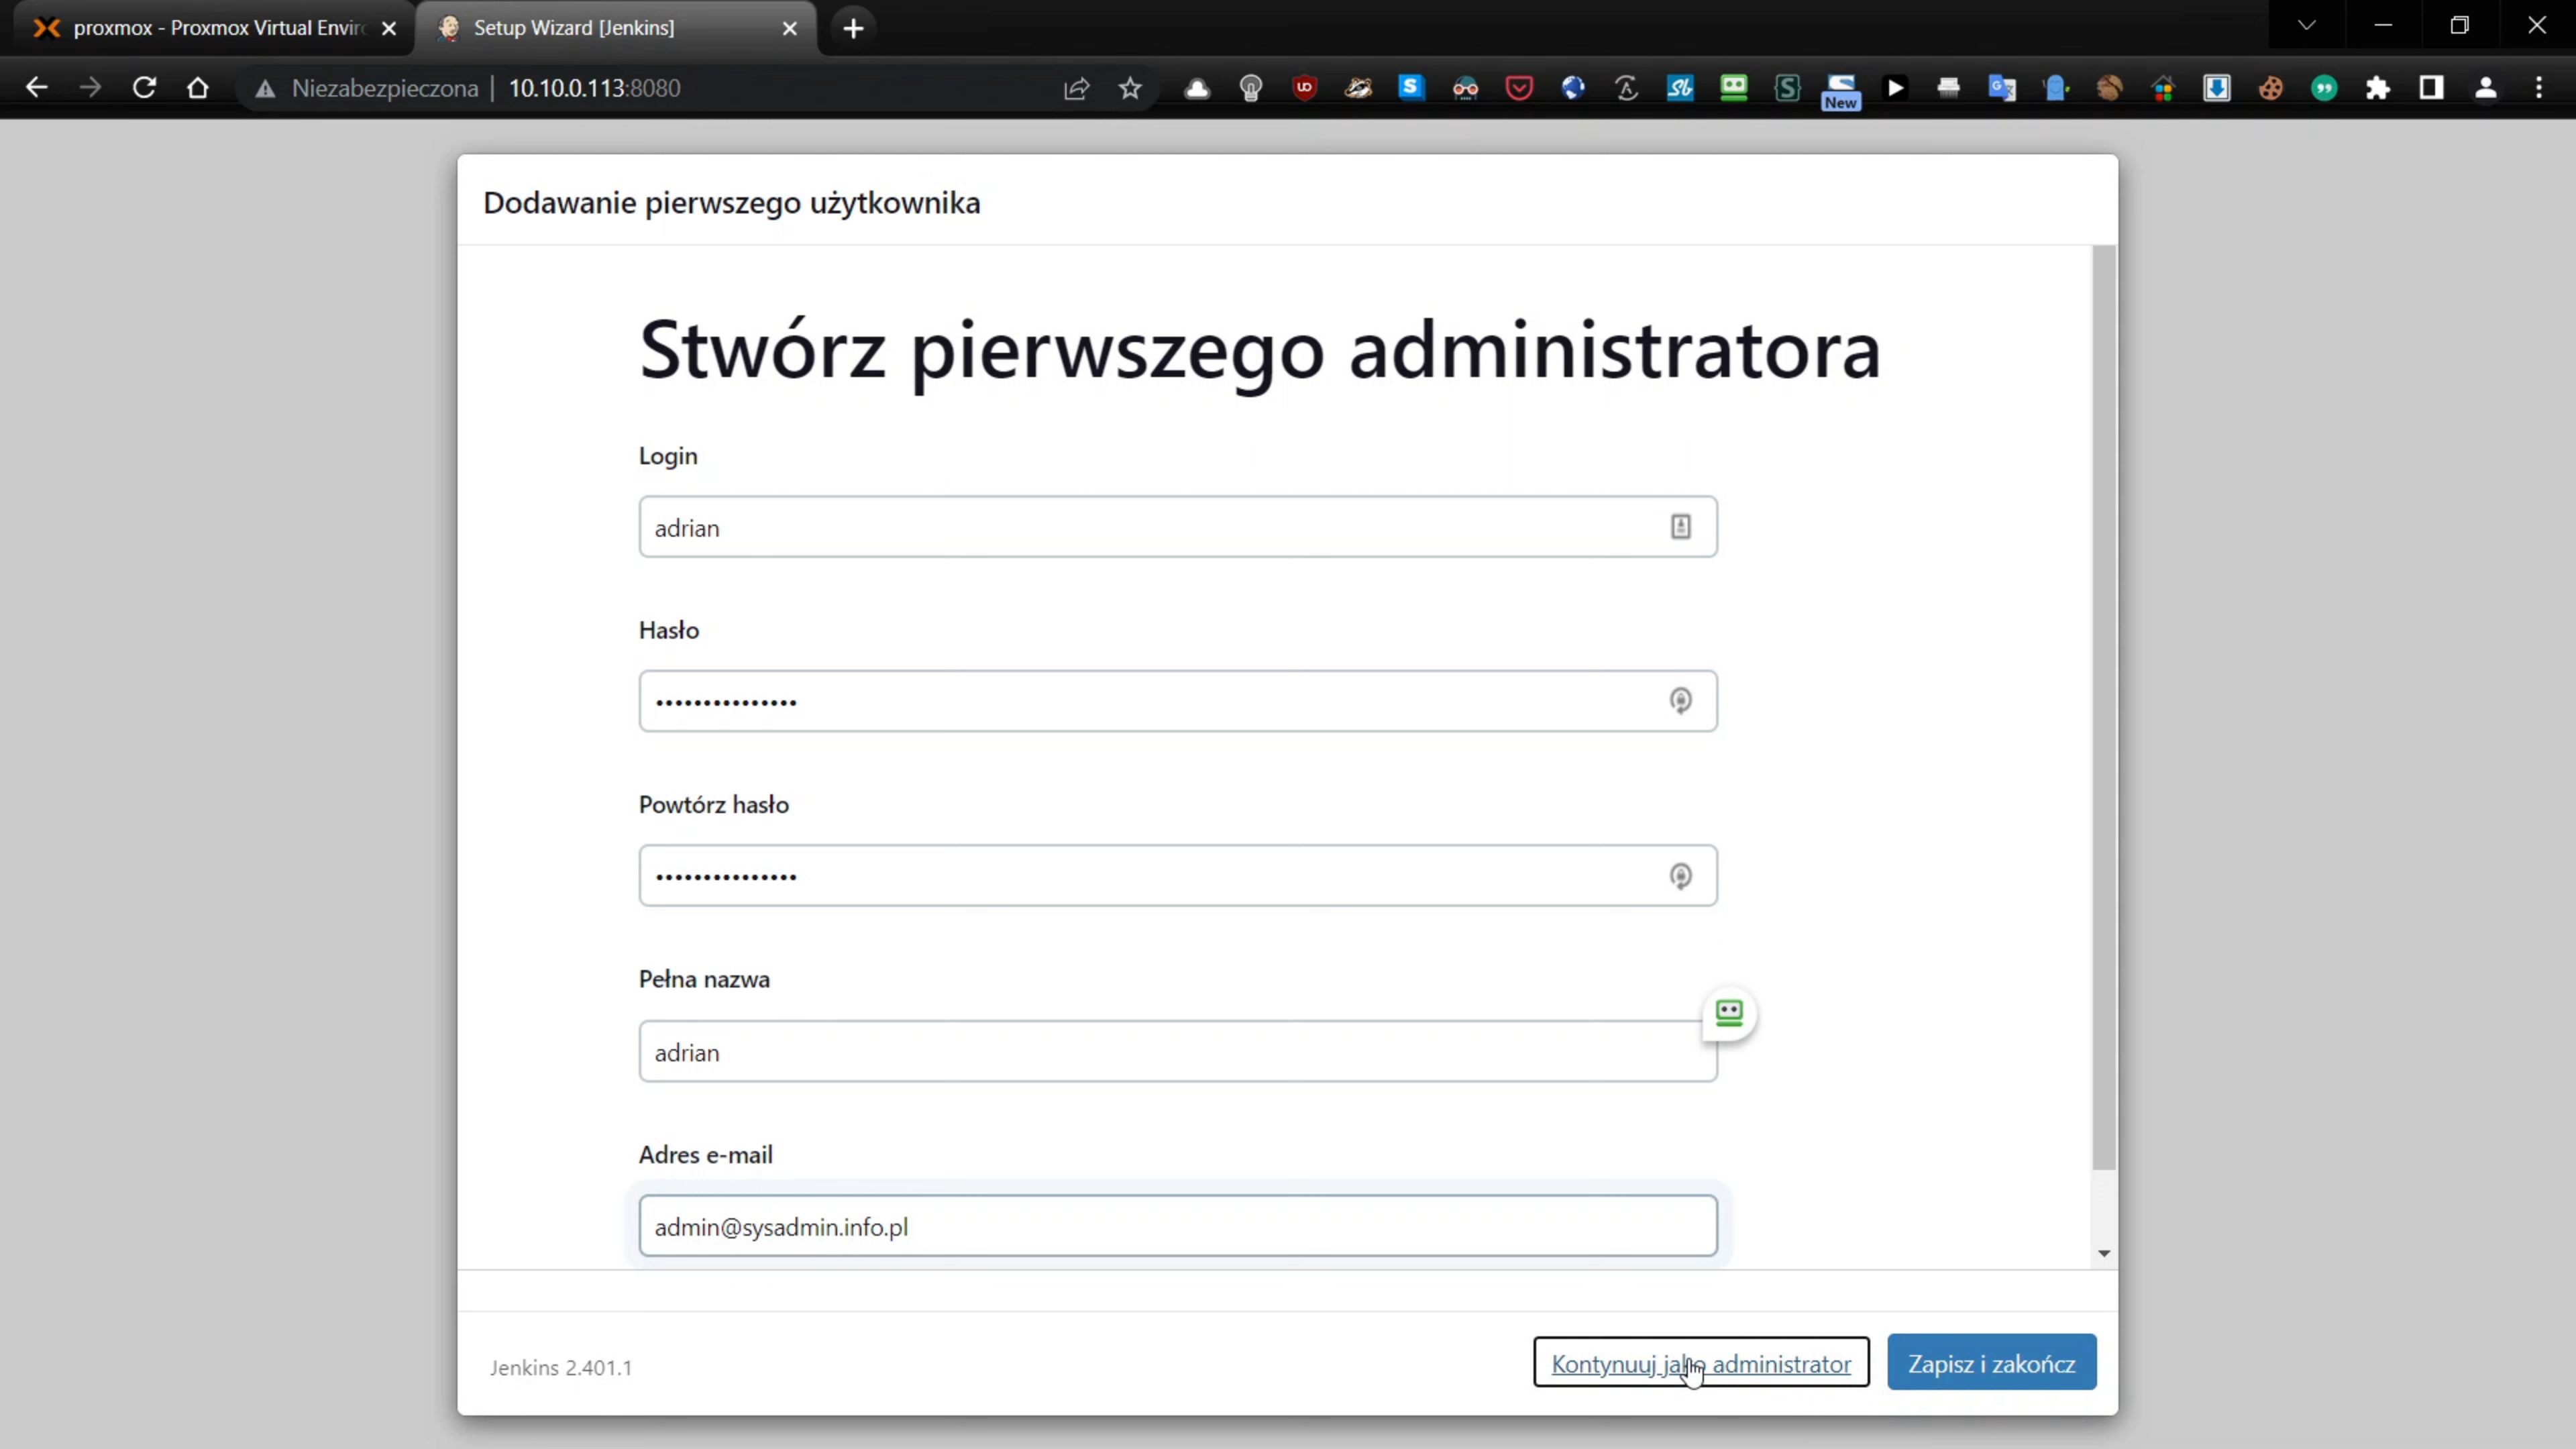 proxmox - Proxmox Virtual Enviro
Setup Wizard [Jenkins]
Niezabezpieczona
10.10.0.113:8080
New
Dodawanie pierwszego użytkownika
Stwórz pierwszego administratora
Login
adrian
Hasło
•••••••••••••••
Powtórz hasło
•••••••••••••••
Pełna nazwa
adrian
Adres e-mail
admin@sysadmin.info.pl
Jenkins 2.401.1
Kontynuuj jako administrator
Zapisz i zakończ